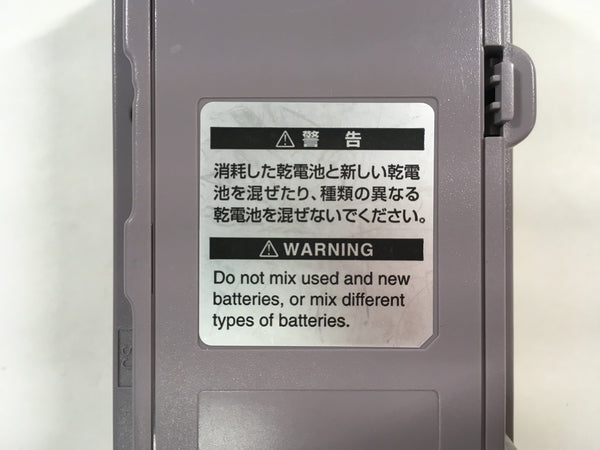 ⚠ 警告
消耗した乾電池と新しい乾電
池を混ぜたり、種類の異なる
乾電池を混ぜないでください。
⚠ WARNING
Do not mix used and new
batteries, or mix different
types of batteries.